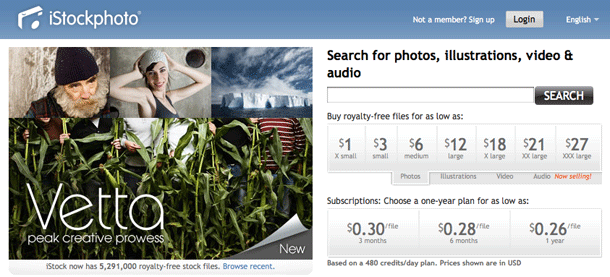 iStockphoto®
Not a member? Sign up
Login
English
Search for photos, illustrations, video &
audio
SEARCH
Buy royalty-free files for as low as:
$1 $3 $6 $12 $18 $21 $27
X small small medium large X large XX large XXX large
Photos Illustrations Video Audio Now selling!
Subscriptions: Choose a one-year plan for as low as:
$0.30/file $0.28/file $0.26/file
3 months 6 months 1 year
Based on a 480 credits/day plan. Prices shown are in USD
Vetta
peak creative prowess
New
iStock now has 5,291,000 royalty-free stock files. Browse recent.